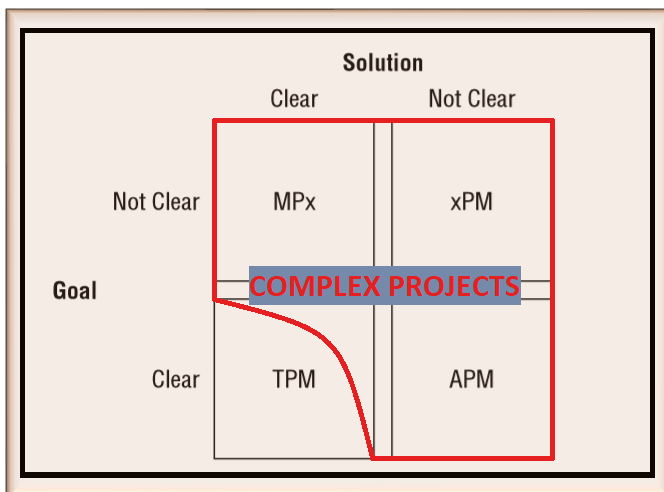 Solution
Clear Not Clear
Not Clear MPx xPM
Goal COMPLEX PROJECTS
Clear TPM APM